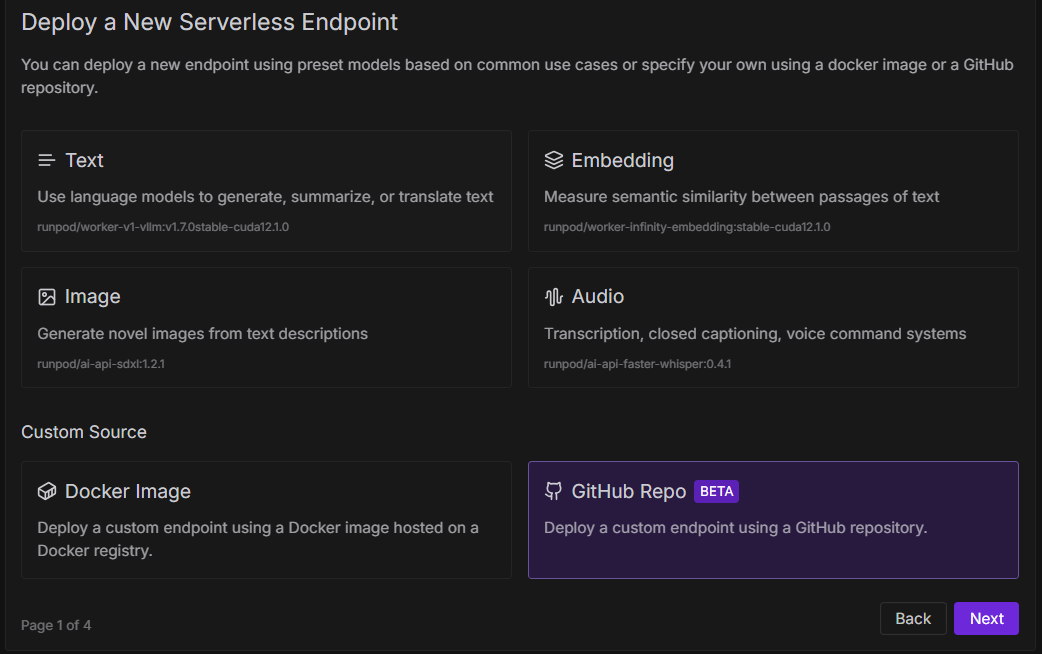 Deploy a New Serverless Endpoint
You can deploy a new endpoint using preset models based on common use cases or specify your own using a docker image or a GitHub
repository.
Text
Use language models to generate, summarize, or translate text
runpod/worker-v1-vllm:v1.7.0stable-cuda12.1.0
Embedding
Measure semantic similarity between passages of text
runpod/worker-infinity-embedding:stable-cuda12.1.0
Image
Generate novel images from text descriptions
runpod/ai-api-sdxl:1.2.1
Audio
Transcription, closed captioning, voice command systems
runpod/ai-api-faster-whisper:0.4.1
Custom Source
Docker Image
Deploy a custom endpoint using a Docker image hosted on a
Docker registry.
GitHub Repo BETA
Deploy a custom endpoint using a GitHub repository.
Page 1 of 4
Back
Next